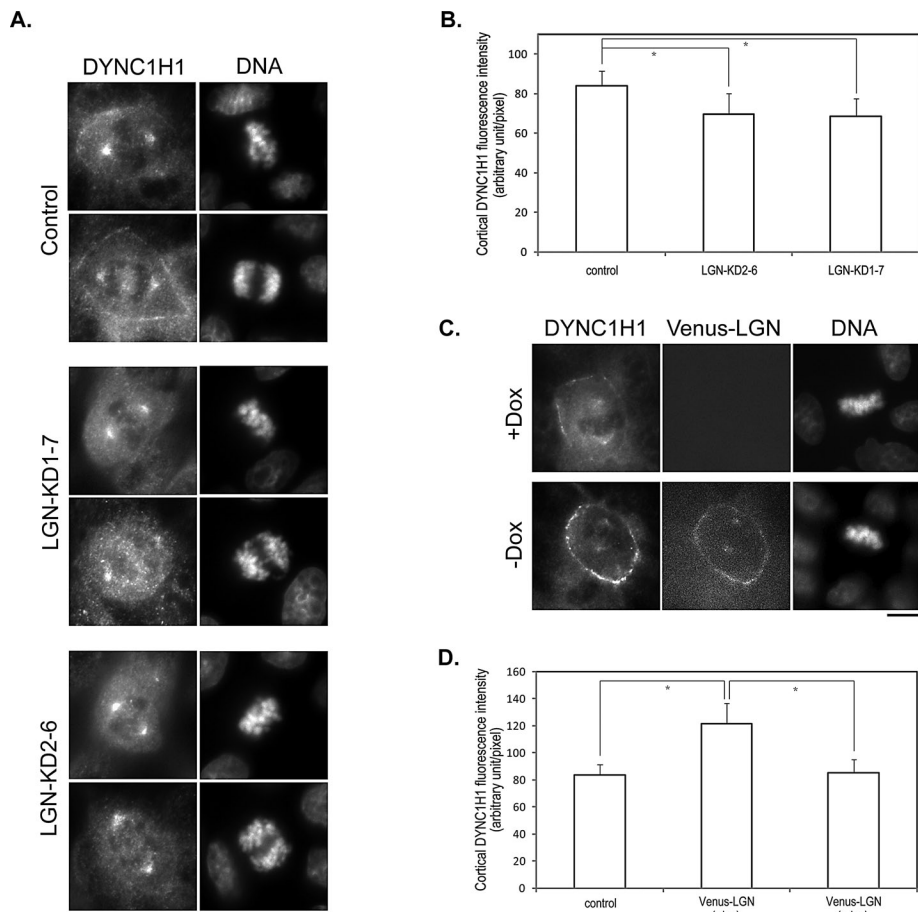 A.
DYNC1H1 DNA
Control
LGN-KD1-7
LGN-KD2-6
B.
Cortical DYNC1H1 fluorescence intensity
(arbitrary unit/pixel)
100
80
60
40
20
0
*
*
control LGN-KD2-6 LGN-KD1-7
C.
DYNC1H1 Venus-LGN DNA
+Dox
-Dox
D.
Cortical DYNC1H1 fluorescence intensity
(arbitrary unit/pixel)
160
140
120
100
80
60
40
20
0
*
*
control Venus-LGN Venus-LGN